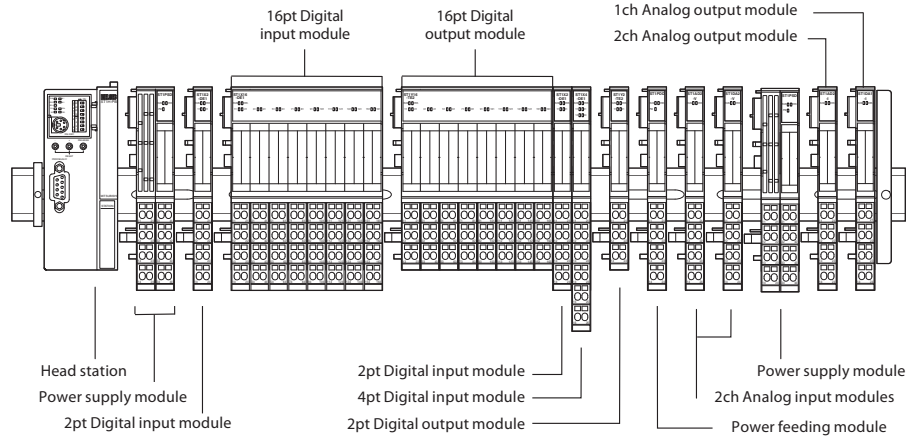 16pt Digital
input module
16pt Digital
output module
1ch Analog output module
2ch Analog output module
Head station
Power supply module
2pt Digital input module
2pt Digital input module
4pt Digital input module
2pt Digital output module
Power supply module
2ch Analog input modules
Power feeding module